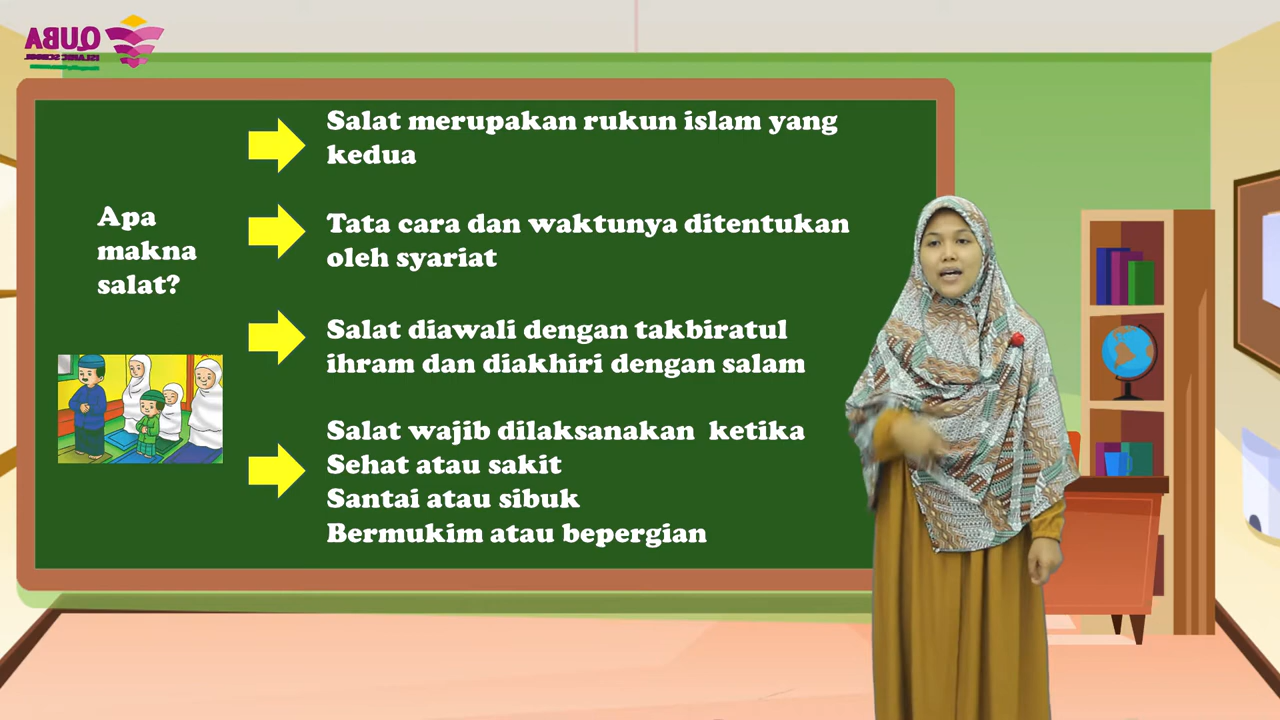 QUBA
ISLAMIC SCHOOL
Apa
makna
salat?
Salat merupakan rukun islam yang
kedua
Tata cara dan waktunya ditentukan
oleh syariat
Salat diawali dengan takbiratul
ihram dan diakhiri dengan salam
Salat wajib dilaksanakan  ketika
Sehat atau sakit
Santai atau sibuk
Bermukim atau bepergian